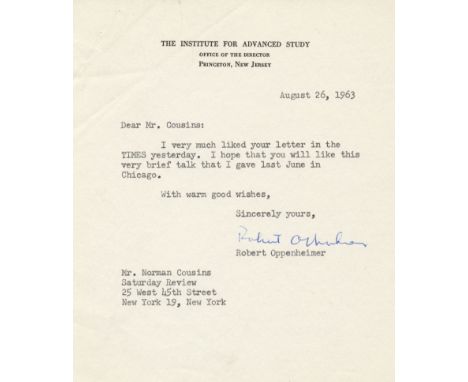 THE INSTITUTE FOR ADVANCED STUDY
OFFICE OF THE DIRECTOR
PRINCETON, NEW JERSEY
August 26, 1963
Dear Mr. Cousins:
I very much liked your letter in the
TIMES yesterday. I hope that you will like this
very brief talk that I gave last June in
Chicago.
With warm good wishes,
Sincerely yours,
Robert Oppenheimer
Robert Oppenheimer
Mr. Norman Cousins
Saturday Review
25 West 45th Street
New York 19, New York